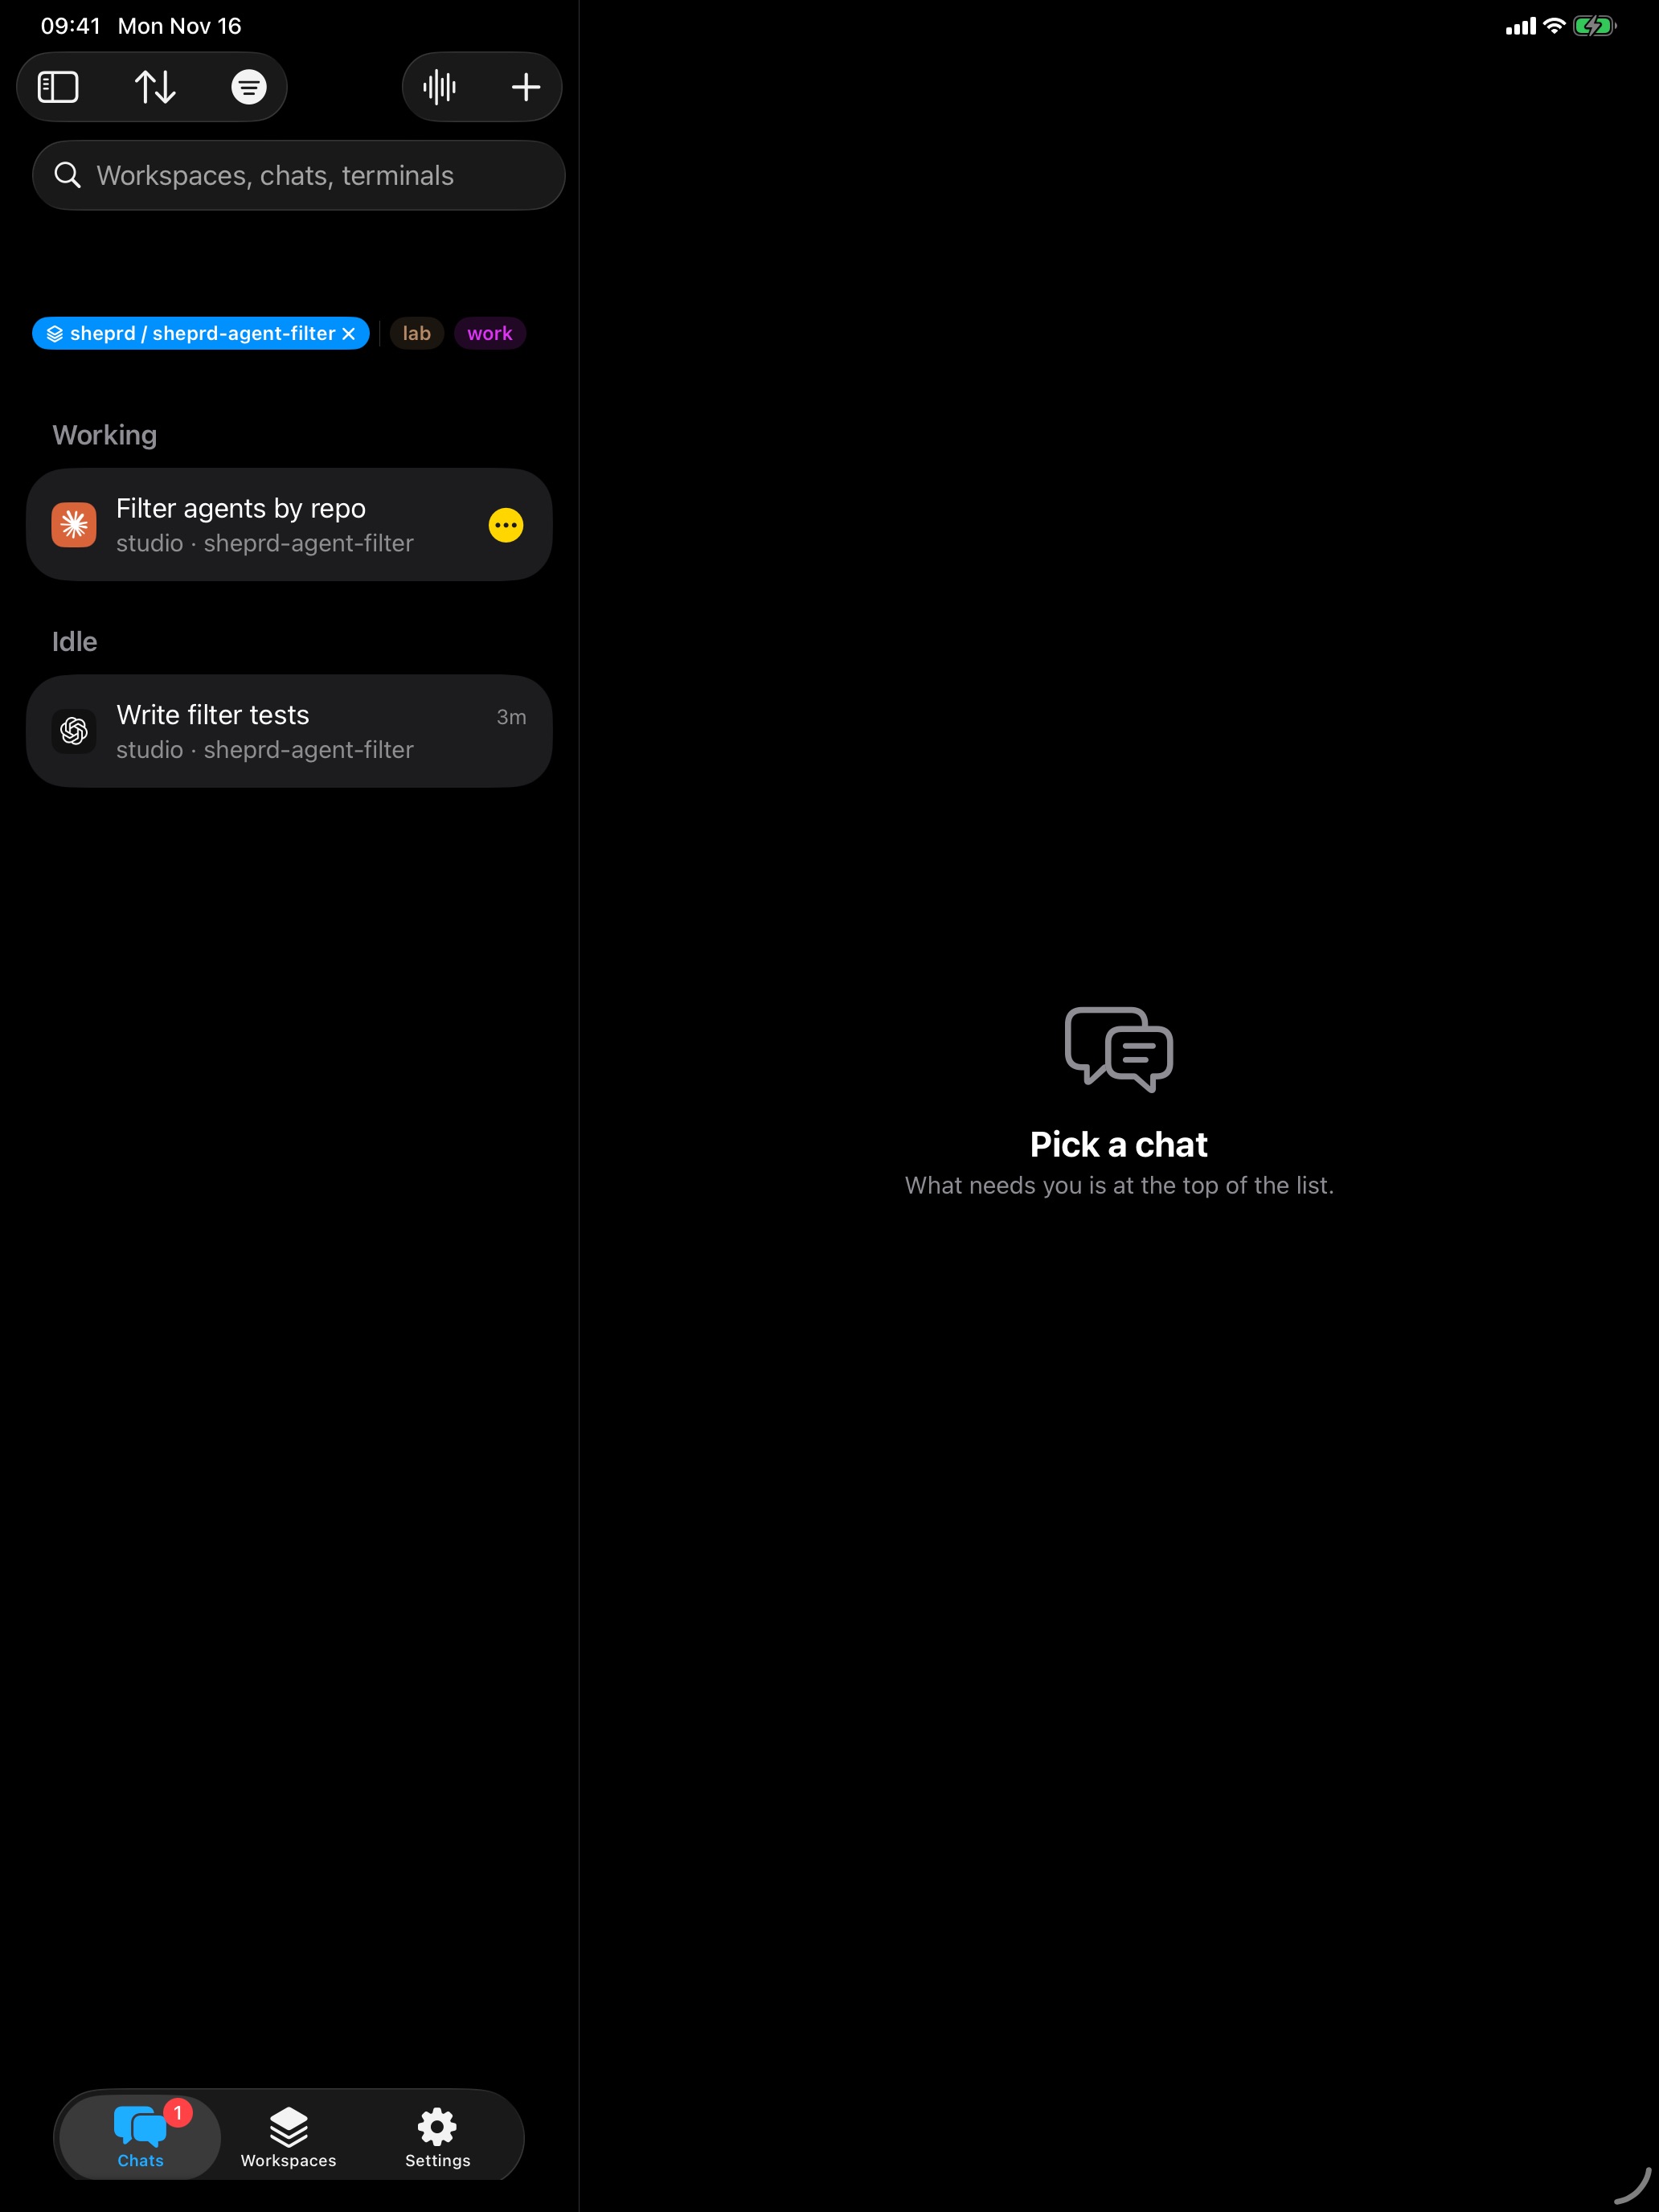 09:41 Mon Nov 16
Workspaces, chats, terminals
sheprd / sheprd-agent-filter
lab
work
Working
Filter agents by repo
studio · sheprd-agent-filter
Idle
Write filter tests
3m
studio · sheprd-agent-filter
Pick a chat
What needs you is at the top of the list.
1
Chats
Workspaces
Settings